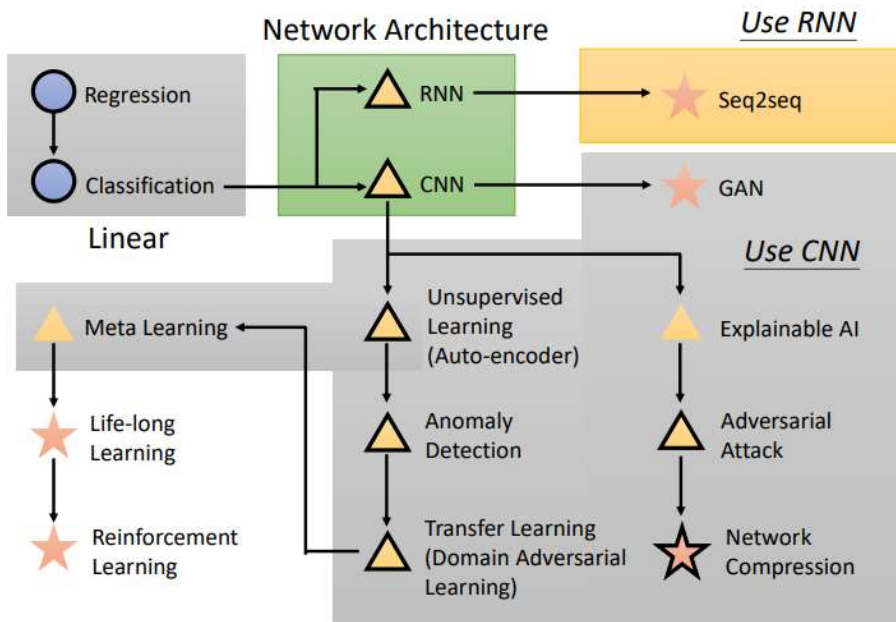 Network Architecture
Use RNN
Regression
RNN
Seq2seq
Classification
CNN
GAN
Linear
Use CNN
Meta Learning
Unsupervised
Learning
(Auto-encoder)
Explainable AI
Life-long
Learning
Anomaly
Detection
Adversarial
Attack
Reinforcement
Learning
Transfer Learning
(Domain Adversarial
Learning)
Network
Compression